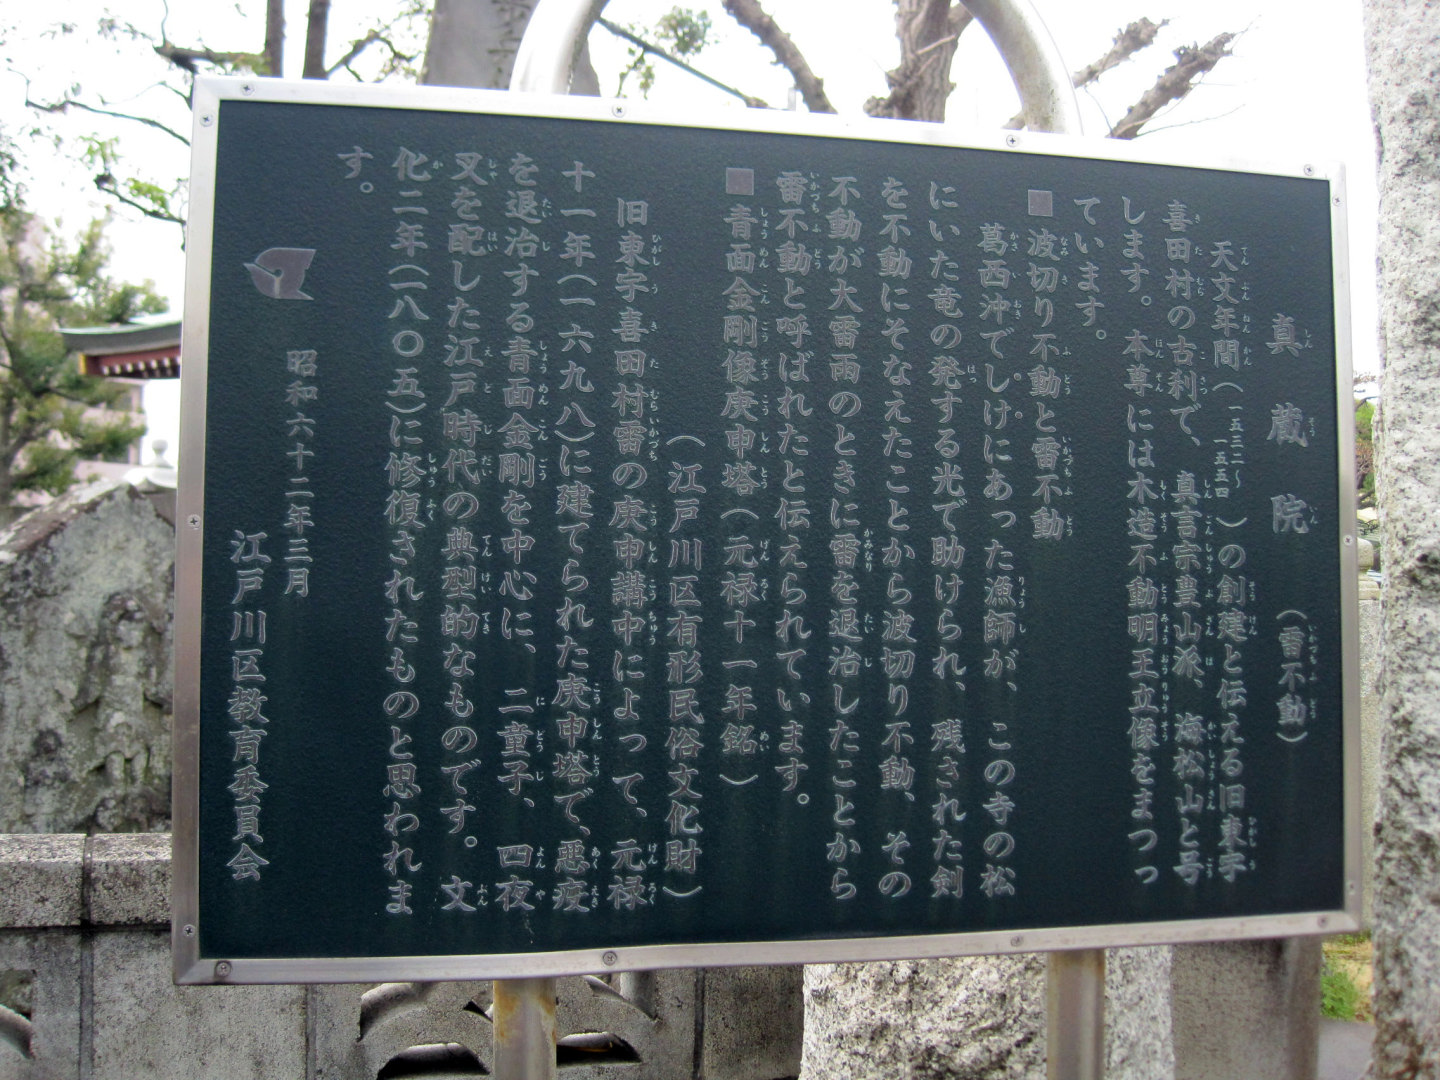 真蔵院 (雷不動)
天文年間(一五三二〜一五五四)の創建と伝える旧東宇
喜田村の古刹で、真言宗豊山派、海松山と号
します。本尊には木造不動明王立像をまつっ
ています。
■波切り不動と雷不動
葛西沖でしけにあった漁師が、この寺の松
にいた竜の発する光で助けられ、残された剣
を不動にそなえたことから波切り不動、その
不動が大雷雨のときに雷を退治したことから
雷不動と呼ばれたと伝えられています。
■青面金剛像庚申塔(元禄十一年銘)
(江戸川区有形民俗文化財)
旧東宇喜田村雷の庚申講中によって、元禄
十一年(一六九八)に建てられた庚申塔で、悪疫
を退治する青面金剛を中心に、二童子、四夜
叉を配した江戸時代の典型的なものです。文
化二年(一八〇五)に修復されたものと思われま
す。
昭和六十二年三月
江戸川区教育委員会